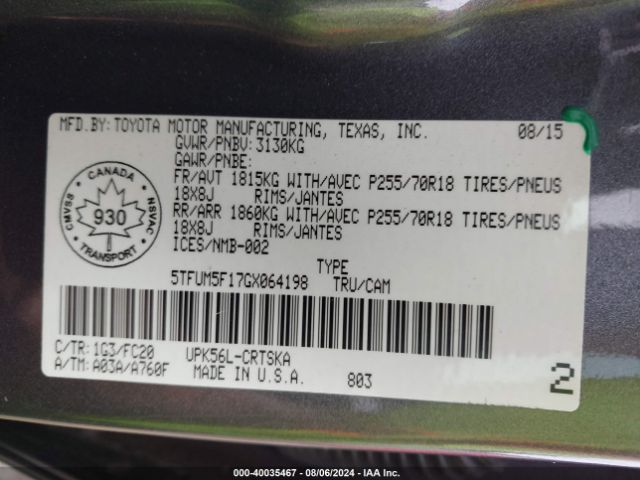 MFD.BY: TOYOTA MOTOR MANUFACTURING, TEXAS, INC. 08/15
GVWR/PNBV: 3130KG
GAWR/PNBE:
FR/AVT 1815KG WITH/AVEC P255/70R18 TIRES/PNEUS
18X8J RIMS/JANTES
RR/ARR 1860KG WITH/AVEC P255/70R18 TIRES/PNEUS
18X8J RIMS/JANTES
ICES/NMB-002
CANADA
CMVSS 930 NSVAC
TRANSPORT
TYPE
5TFUM5F17GX064198 TRU/CAM
C/TR: 1G3/FC20 UPK56L-CRTSKA
A/TM: A03A/A760F MADE IN U.S.A. 803
2
000-40035467 - 08/06/2024 - IAA Inc.